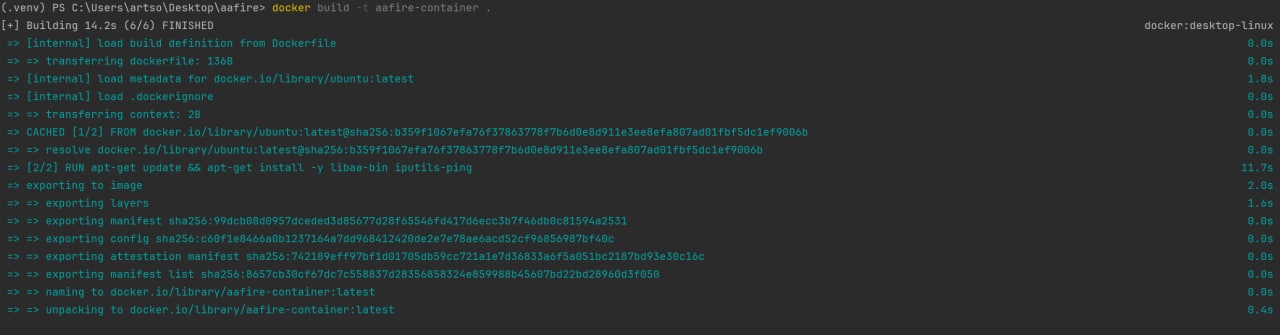 (.venv) PS C:\Users\artso\Desktop\aafire> docker build -t aafire-container .
[+] Building 14.2s (6/6) FINISHED docker:desktop-linux
=> [internal] load build definition from Dockerfile 0.0s
=> => transferring dockerfile: 136B 0.0s
=> [internal] load metadata for docker.io/library/ubuntu:latest 1.8s
=> [internal] load .dockerignore 0.0s
=> => transferring context: 2B 0.0s
=> CACHED [1/2] FROM docker.io/library/ubuntu:latest@sha256:b359f1067efa76f37863778f7b6d0e8d911e3ee8efa807ad01fbf5dc1ef9006b 0.0s
=> => resolve docker.io/library/ubuntu:latest@sha256:b359f1067efa76f37863778f7b6d0e8d911e3ee8efa807ad01fbf5dc1ef9006b 0.0s
=> [2/2] RUN apt-get update && apt-get install -y libaa-bin iputils-ping 11.7s
=> exporting to image 2.0s
=> => exporting layers 1.6s
=> => exporting manifest sha256:99dcb08d0957dceded3d85677d28f65546fd417d6ecc3b7f46db0c81594a2531 0.0s
=> => exporting config sha256:c60f1e8466a0b1237164a7dd968412420de2e7e78ae6acd52cf96856987bf40c 0.0s
=> => exporting attestation manifest sha256:742189eff97bf1d01705db59cc721a1e7d36833a6f5a051bc2187bd93e30c16c 0.0s
=> => exporting manifest list sha256:8657cb30cf67dc7c558837d28356858324e859988b45607bd22bd28960d3f050 0.0s
=> => naming to docker.io/library/aafire-container:latest 0.0s
=> => unpacking to docker.io/library/aafire-container:latest 0.4s